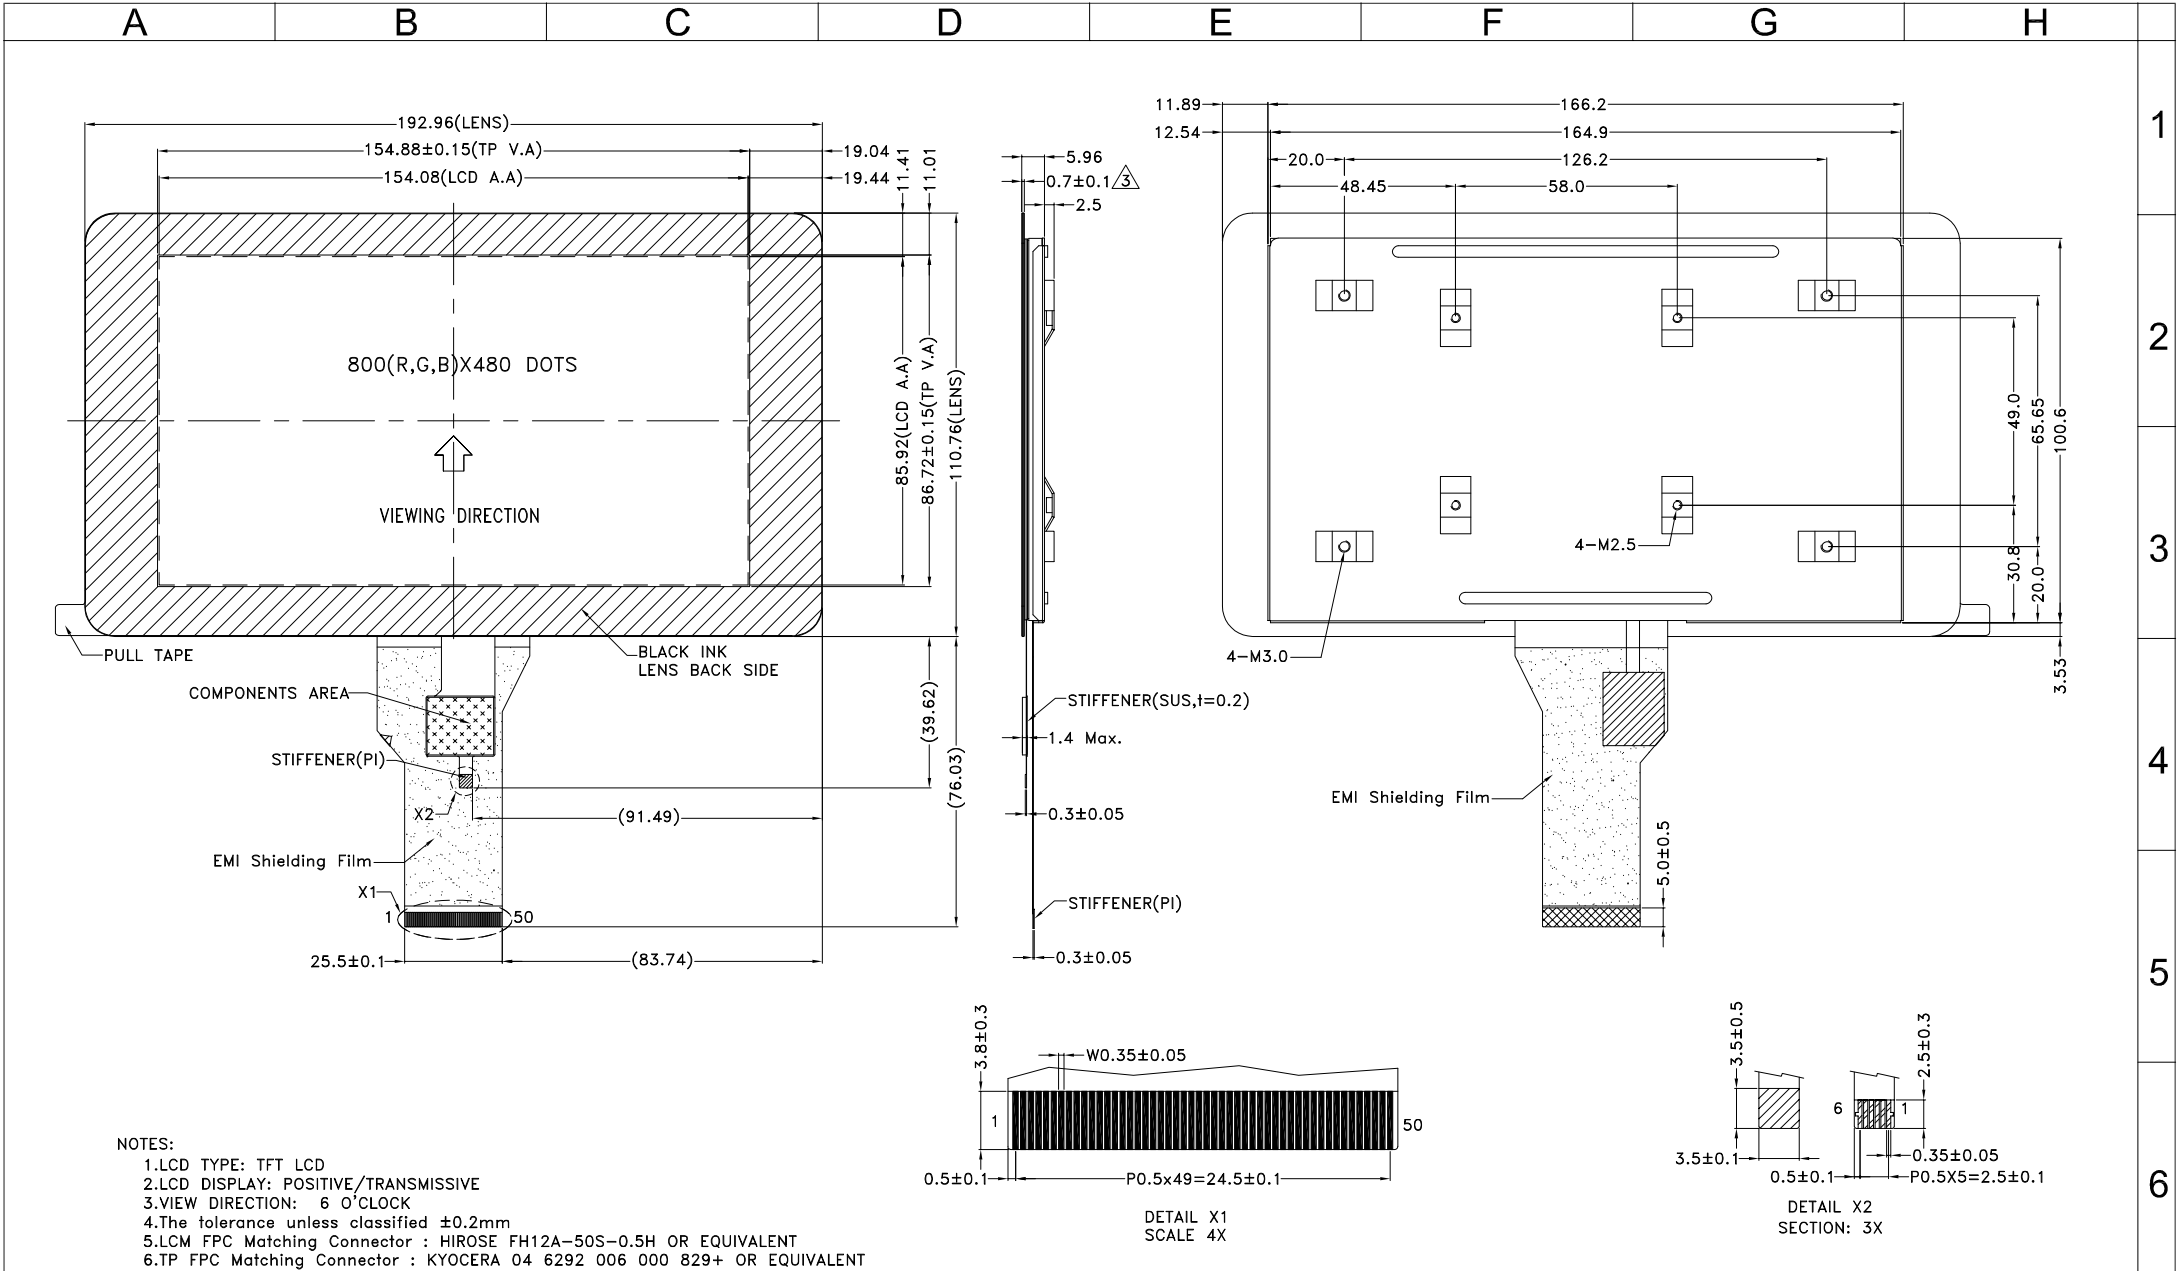 A B C D E F G H
1
2
3
4
5
6
192.96(LENS)
154.88±0.15(TP V.A)
19.04
154.08(LCD A.A)
19.44
11.41
11.01
800(R,G,B)X480 DOTS
VIEWING DIRECTION
85.92(LCD A.A)
86.72±0.15(TP V.A)
110.76(LENS)
PULL TAPE
BLACK INK
LENS BACK SIDE
COMPONENTS AREA
STIFFENER(PI)
X2
(39.62)
(76.03)
(91.49)
EMI Shielding Film
X1
1
50
25.5±0.1
(83.74)
5.96
0.7±0.1 3
2.5
STIFFENER(SUS,t=0.2)
1.4 Max.
0.3±0.05
STIFFENER(PI)
0.3±0.05
11.89
166.2
12.54
164.9
20.0
126.2
48.45
58.0
49.0
65.65
100.6
4-M2.5
30.8
20.0
4-M3.0
3.53
EMI Shielding Film
5.0±0.5
3.8±0.3
W0.35±0.05
1
50
0.5±0.1
P0.5x49=24.5±0.1
DETAIL X1
SCALE 4X
3.5±0.5
3.5±0.1
2.5±0.3
6
1
0.35±0.05
0.5±0.1
P0.5X5=2.5±0.1
DETAIL X2
SECTION: 3X
NOTES:
1.LCD TYPE: TFT LCD
2.LCD DISPLAY: POSITIVE/TRANSMISSIVE
3.VIEW DIRECTION: 6 O'CLOCK
4.The tolerance unless classified ±0.2mm
5.LCM FPC Matching Connector : HIROSE FH12A-50S-0.5H OR EQUIVALENT
6.TP FPC Matching Connector : KYOCERA 04 6292 006 000 829+ OR EQUIVALENT